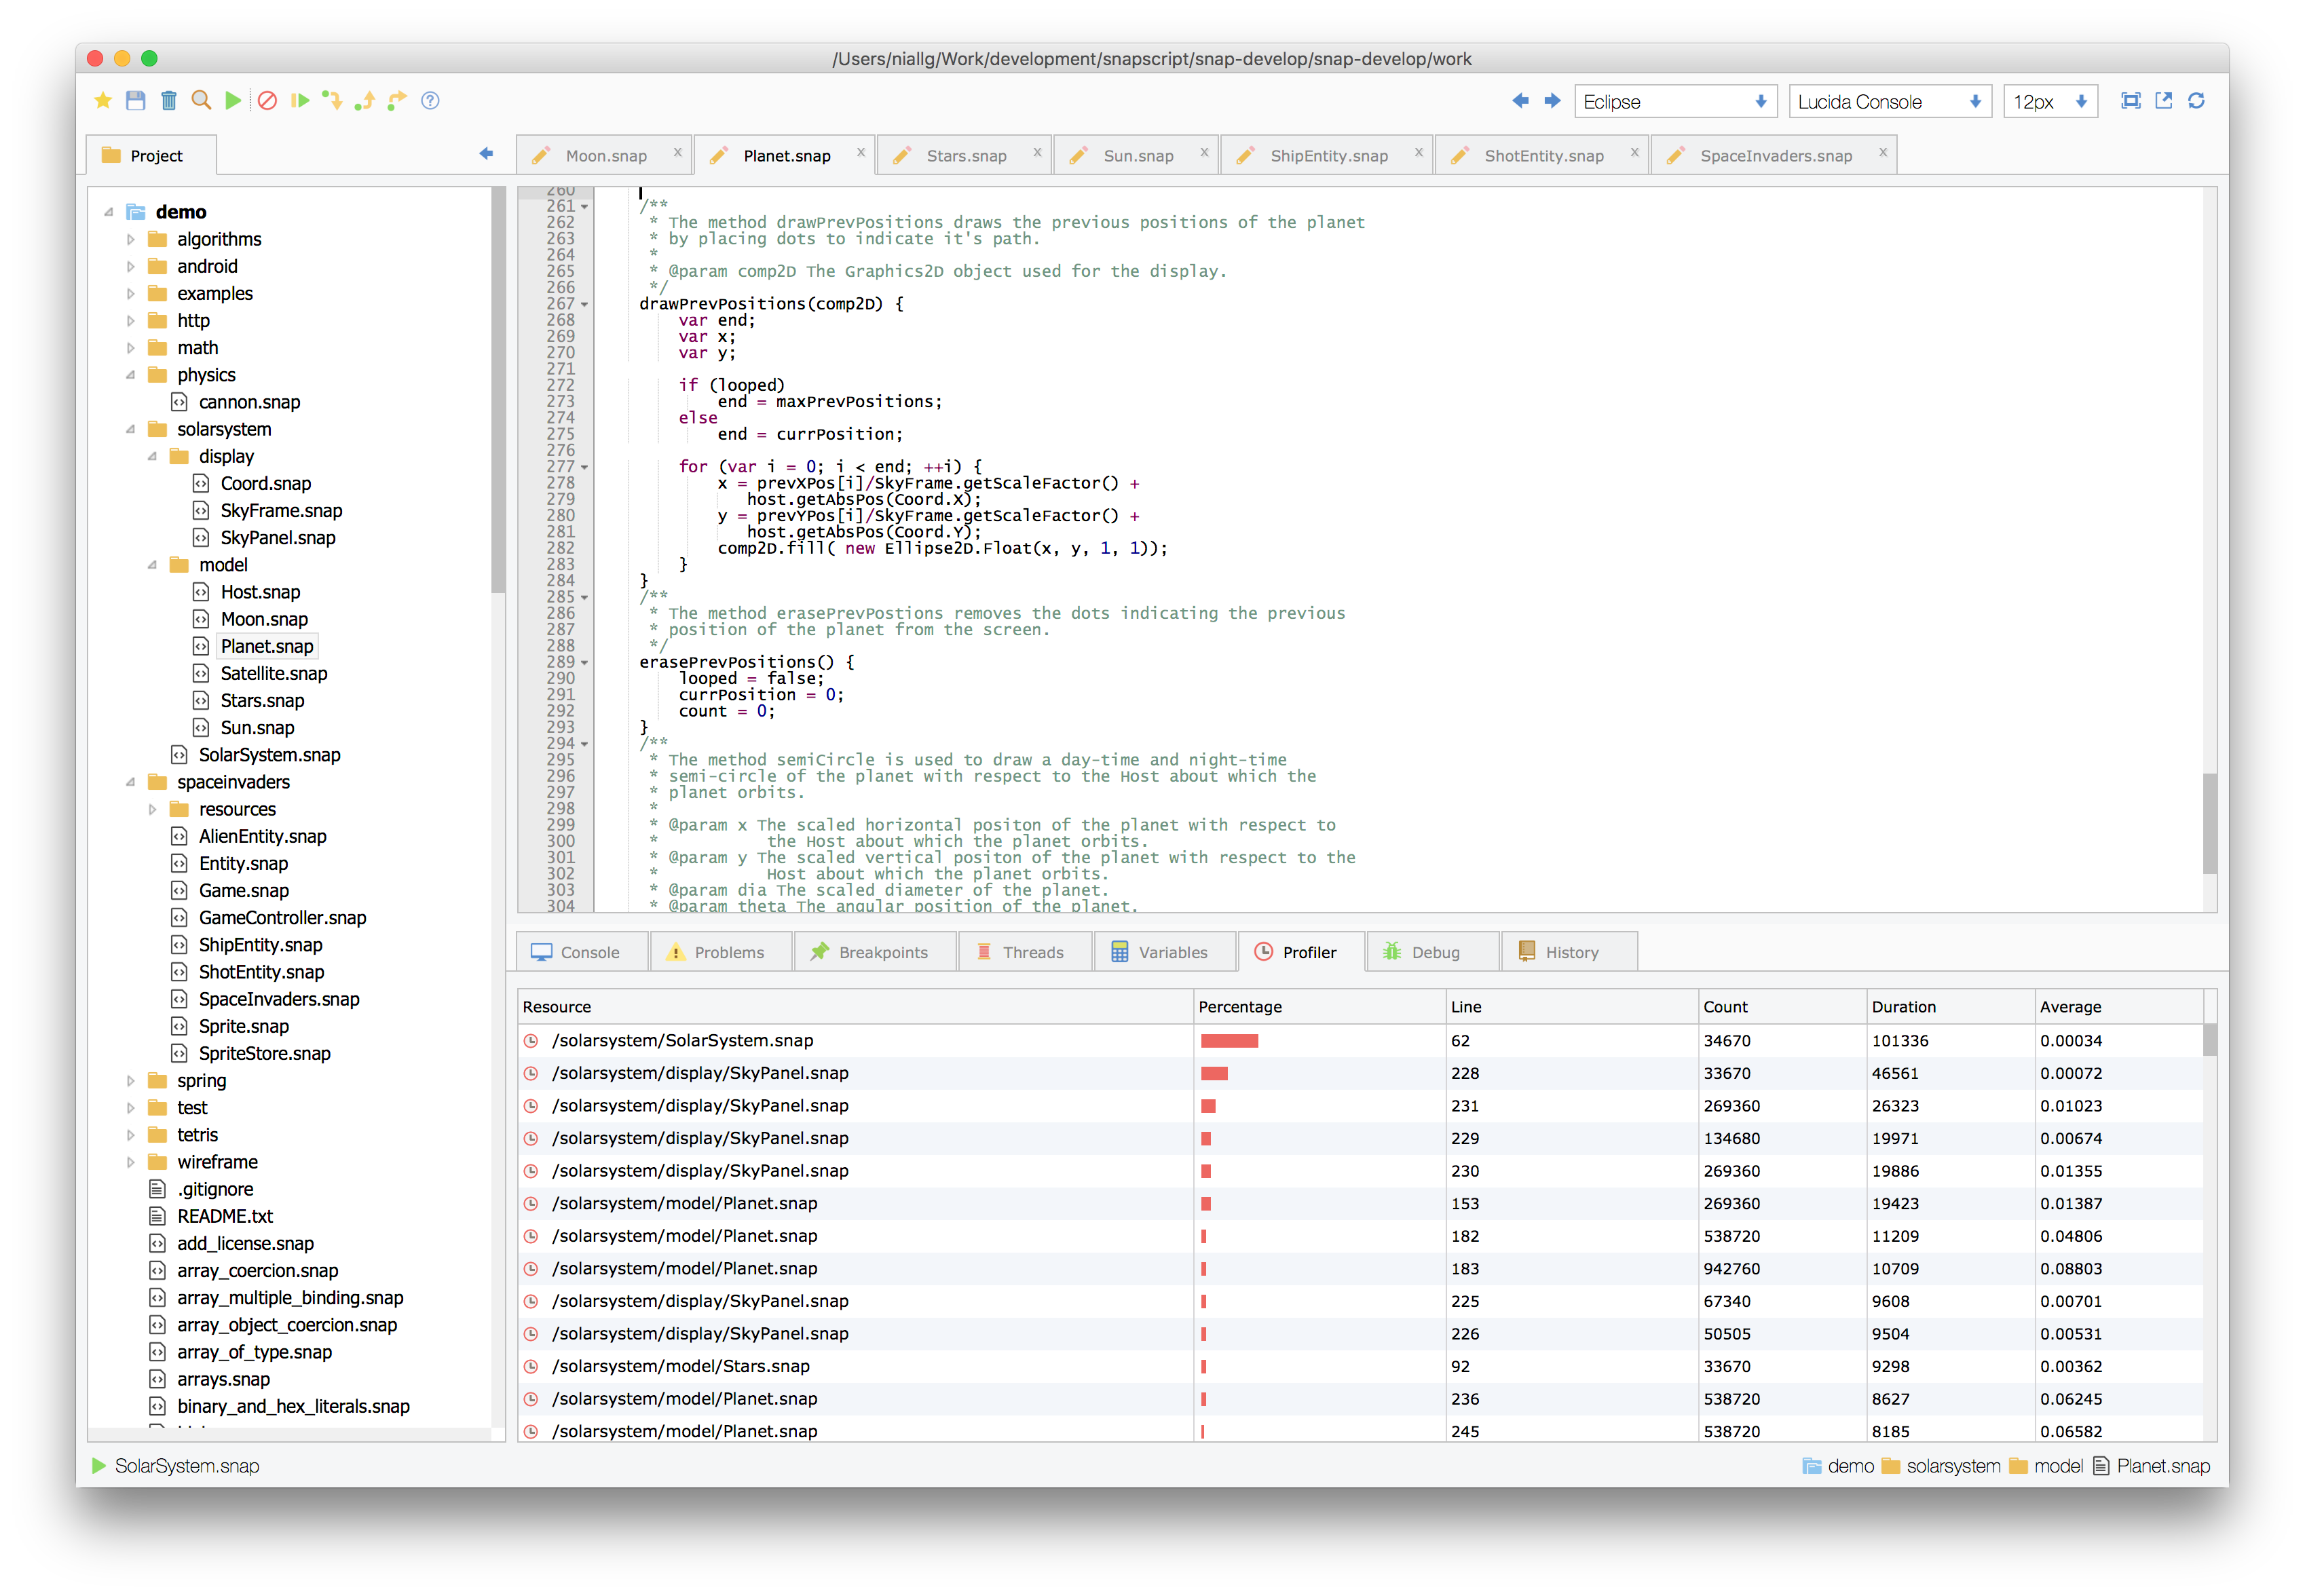 /Users/niallg/Work/development/snapscript/snap-develop/snap-develop/work
Eclipse
Lucida Console
12px
Project
Moon.snap x
Planet.snap x
Stars.snap x
Sun.snap x
ShipEntity.snap x
ShotEntity.snap x
SpaceInvaders.snap x
demo
algorithms
android
examples
http
math
physics
cannon.snap
solarsystem
display
Coord.snap
SkyFrame.snap
SkyPanel.snap
model
Host.snap
Moon.snap
Planet.snap
Satellite.snap
Stars.snap
Sun.snap
SolarSystem.snap
spaceinvaders
resources
AlienEntity.snap
Entity.snap
Game.snap
GameController.snap
ShipEntity.snap
ShotEntity.snap
SpaceInvaders.snap
Sprite.snap
SpriteStore.snap
spring
test
tetris
wireframe
.gitignore
README.txt
add_license.snap
array_coercion.snap
array_multiple_binding.snap
array_object_coercion.snap
array_of_type.snap
arrays.snap
binary_and_hex_literals.snap
260
261 /**
262 * The method drawPrevPositions draws the previous positions of the planet
263 * by placing dots to indicate it's path.
264 *
265 * @param comp2D The Graphics2D object used for the display.
266 */
267 drawPrevPositions(comp2D) {
268 var end;
269 var x;
270 var y;
271
272 if (looped)
273 end = maxPrevPositions;
274 else
275 end = currPosition;
276
277 for (var i = 0; i < end; ++i) {
278 x = prevXPos[i]/SkyFrame.getScaleFactor() +
279 host.getAbsPos(Coord.X);
280 y = prevYPos[i]/SkyFrame.getScaleFactor() +
281 host.getAbsPos(Coord.Y);
282 comp2D.fill( new Ellipse2D.Float(x, y, 1, 1));
283 }
284 }
285 /**
286 * The method erasePrevPostions removes the dots indicating the previous
287 * position of the planet from the screen.
288 */
289 erasePrevPositions() {
290 looped = false;
291 currPosition = 0;
292 count = 0;
293 }
294 /**
295 * The method semiCircle is used to draw a day-time and night-time
296 * semi-circle of the planet with respect to the Host about which the
297 * planet orbits.
298 *
299 * @param x The scaled horizontal positon of the planet with respect to
300 * the Host about which the planet orbits.
301 * @param y The scaled vertical positon of the planet with respect to the
302 * Host about which the planet orbits.
303 * @param dia The scaled diameter of the planet.
304 * @param theta The angular position of the planet.
Console
Problems
Breakpoints
Threads
Variables
Profiler
Debug
History
Resource Percentage Line Count Duration Average
/solarsystem/SolarSystem.snap 62 34670 101336 0.00034
/solarsystem/display/SkyPanel.snap 228 33670 46561 0.00072
/solarsystem/display/SkyPanel.snap 231 269360 26323 0.01023
/solarsystem/display/SkyPanel.snap 229 134680 19971 0.00674
/solarsystem/display/SkyPanel.snap 230 269360 19886 0.01355
/solarsystem/model/Planet.snap 153 269360 19423 0.01387
/solarsystem/model/Planet.snap 182 538720 11209 0.04806
/solarsystem/model/Planet.snap 183 942760 10709 0.08803
/solarsystem/display/SkyPanel.snap 225 67340 9608 0.00701
/solarsystem/display/SkyPanel.snap 226 50505 9504 0.00531
/solarsystem/model/Stars.snap 92 33670 9298 0.00362
/solarsystem/model/Planet.snap 236 538720 8627 0.06245
/solarsystem/model/Planet.snap 245 538720 8185 0.06582
SolarSystem.snap
demo solarsystem model Planet.snap